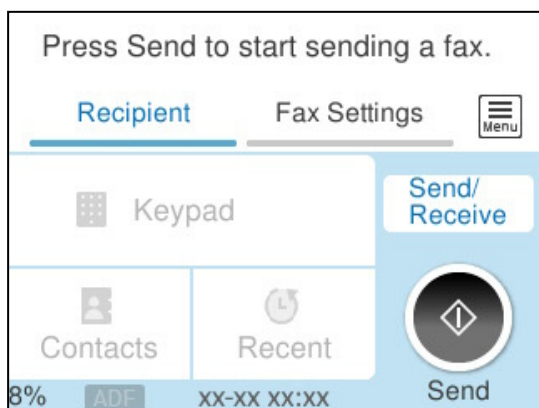 Press Send to start sending a fax.
Recipient
Fax Settings
Menu
Keypad
Send/
Receive
Contacts
Recent
8%
ADF
xx-xx xx:xx
Send